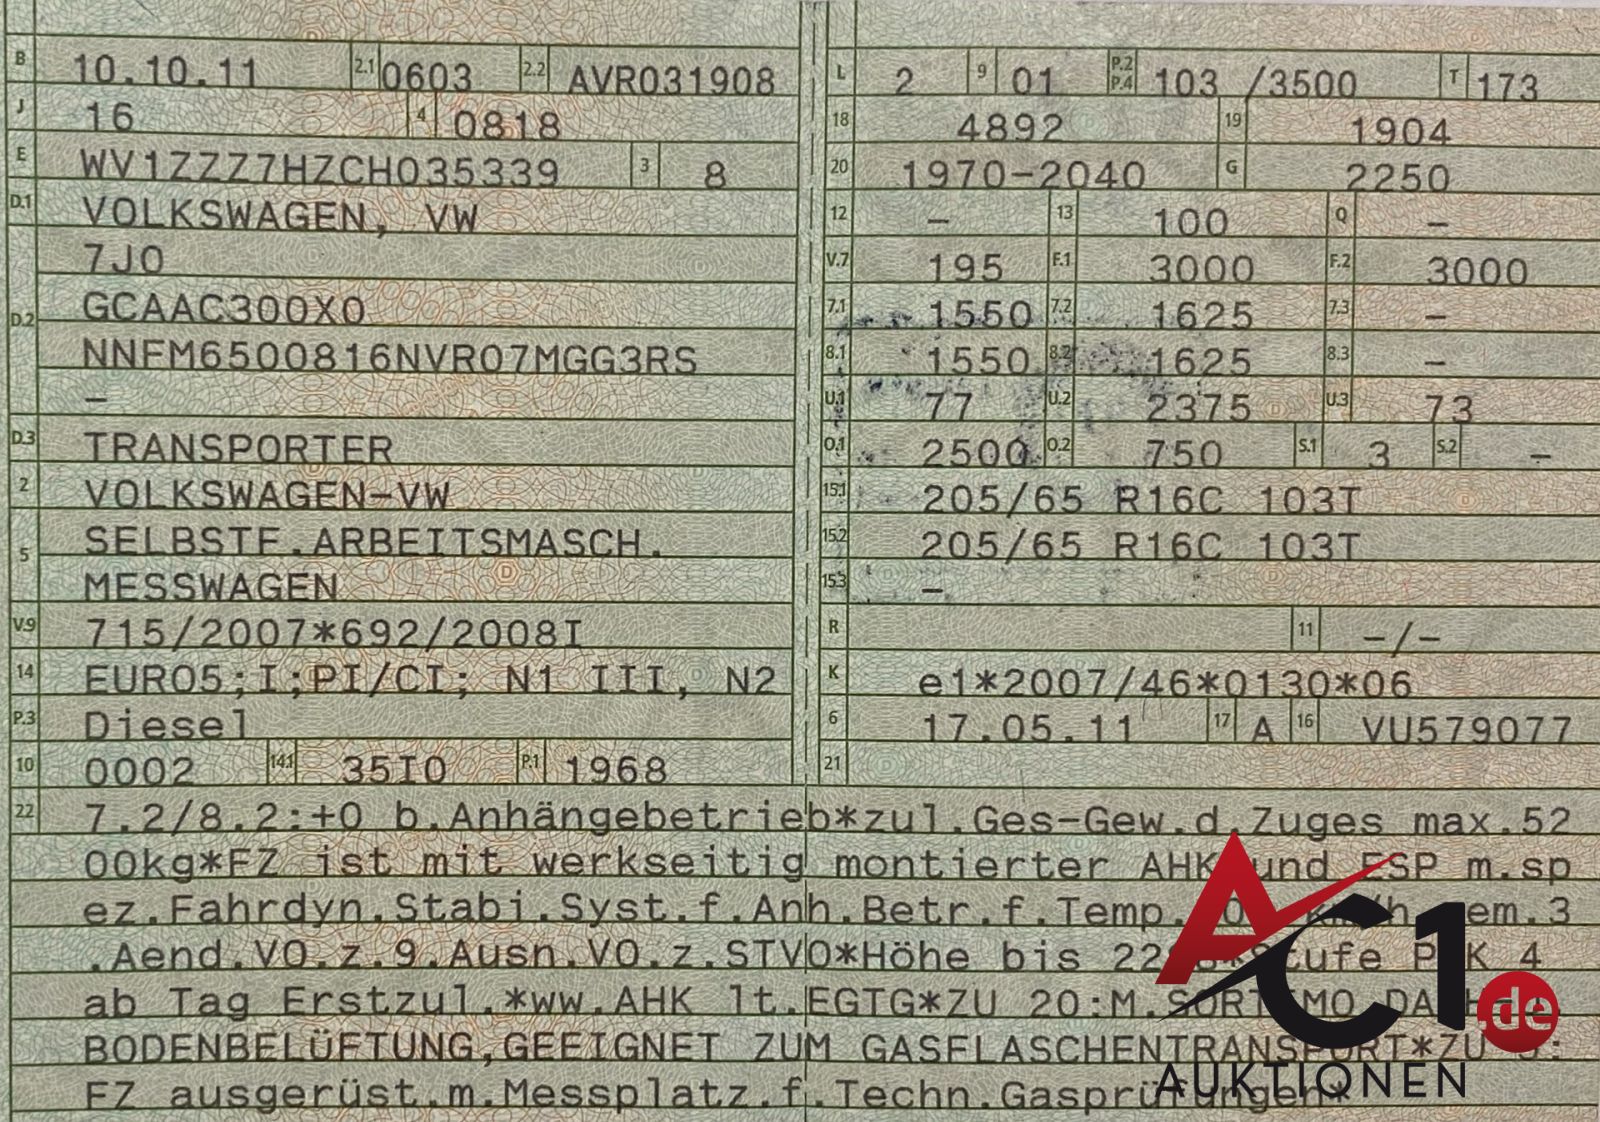 B 10.10.11 2.1 0603 2.2 AVR031908
J 16 4 0818
E WV1ZZZ7HZCH035339 3 8
D.1 VOLKSWAGEN, VW
7J0
D.2 GCAAC300X0
NNFM6500816NVR07MGG3RS
–
D.3 TRANSPORTER
2 VOLKSWAGEN-VW
5 SELBSTF.ARBEITSMASCH.
MESSWAGEN
V.9 715/2007*692/2008I
14 EURO5;I;PI/CI; N1 III, N2
P.3 Diesel
10 0002 14.1 35I0 P.1 1968
L 2 9 01 P.2 P.4 103 /3500 T 173
18 4892 19 1904
20 1970-2040 G 2250
12 – 13 100 Q –
V.7 195 F.1 3000 F.2 3000
7.1 1550 7.2 1625 7.3 –
8.1 1550 8.2 1625 8.3 –
U.1 77 U.2 2375 U.3 73
O.1 2500 O.2 750 S.1 3 S.2 –
15.1 205/65 R16C 103T
15.2 205/65 R16C 103T
15.3 –
R 11 –/–
K e1*2007/46*0130*06
6 17.05.11 17 A 16 VU579077
21
22 7.2/8.2:+0 b.Anhängebetrieb*zul.Ges-Gew.d.Zuges max.52
00kg*FZ ist mit werkseitig montierter AHK und ESP m.sp
ez.Fahrdyn.Stabi.Syst.f.Anh.Betr.f.Temp. km/h gem.3
.Aend.VO.z.9.Ausn.VO.z.STVO*Höhe bis Stufe PMK 4
ab Tag Erstzul.*ww.AHK lt.EGTG*ZU 20:M.SORTIMO
BODENBELÜFTUNG,GEEIGNET ZUM GASFLASCHENTRANSPORT*ZU 5:
FZ ausgerüst.m.Messplatz.f.Techn.Gasprüfungen*
AC1.de
AUKTIONEN